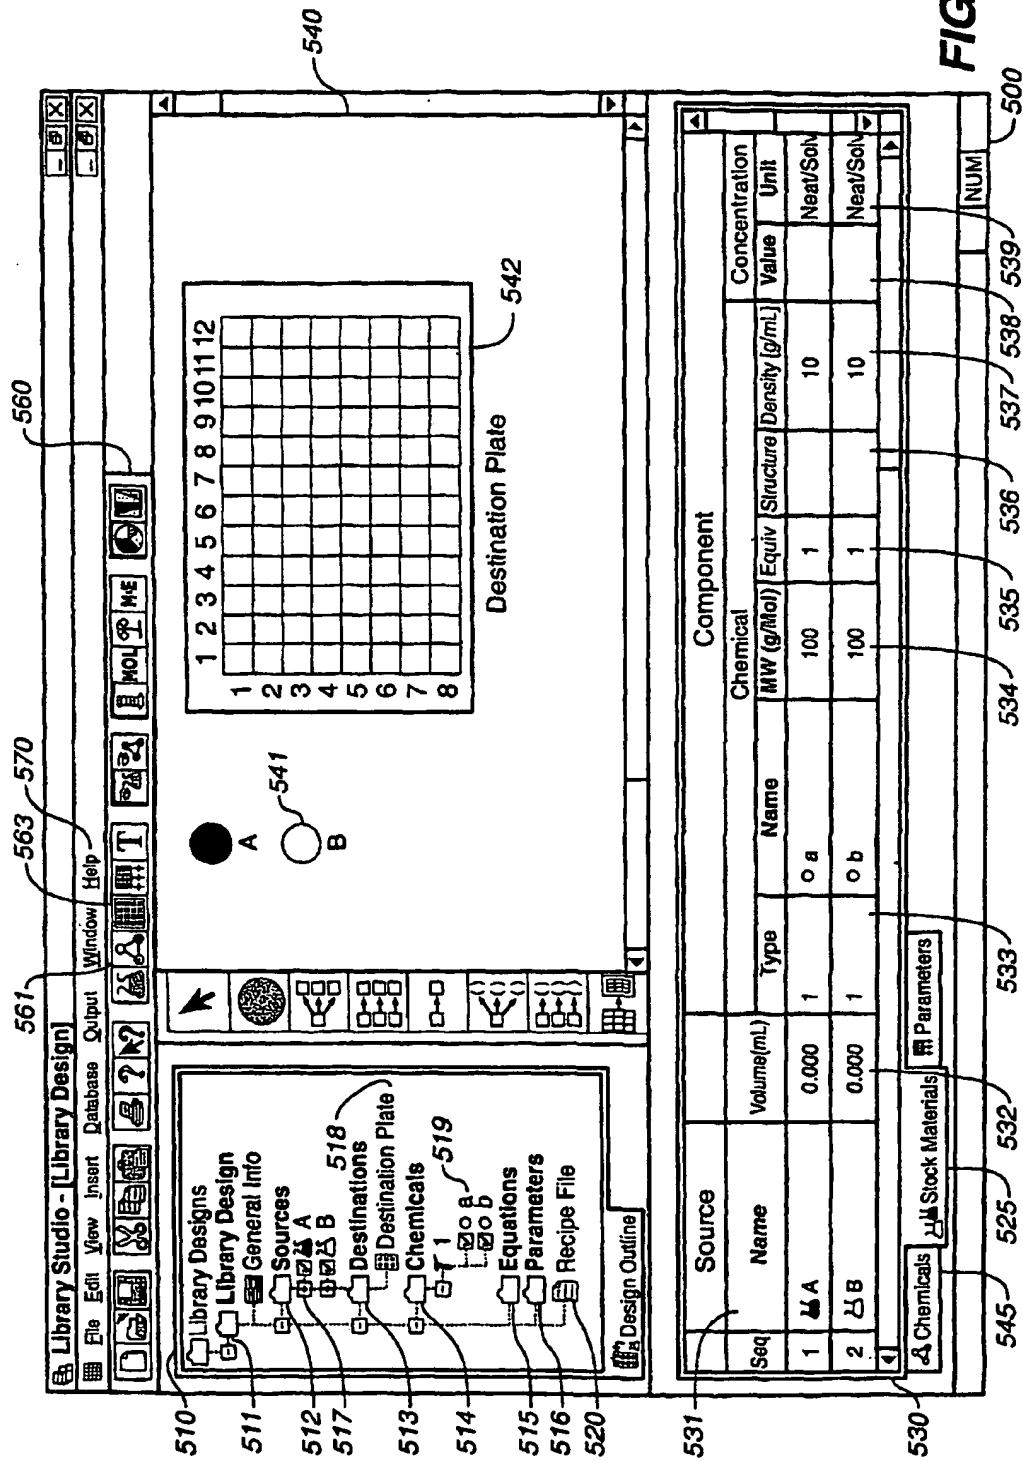 Library Studio - [Library Design]
File Edit View Insert Database Output Window Help
561
563
570
560
MOL M·E
T
510
511
512
517
513
514
515
516
520
Library Designs
Library Design
General Info
Sources
A
B
Destinations
Destination Plate
Chemicals
T 1
a
b
Equations
Parameters
Recipe File
Design Outline
518
519
A
B
541
1 2 3 4 5 6 7 8 9 10 11 12
1
2
3
4
5
6
7
8
Destination Plate
542
540
531
Source Component
Chemical Concentration
Seq Name Volume(mL) Type Name MW (g/Mol) Equiv Structure Density [g/mL] Value Unit
1 A 0.000 1 a 100 1 10 Neat/Solv
2 B 0.000 1 b 100 1 10 Neat/Solv
Chemicals Stock Materials Parameters
NUM
530
545
525
532
533
534
535
536
537
538
539
500
FIG